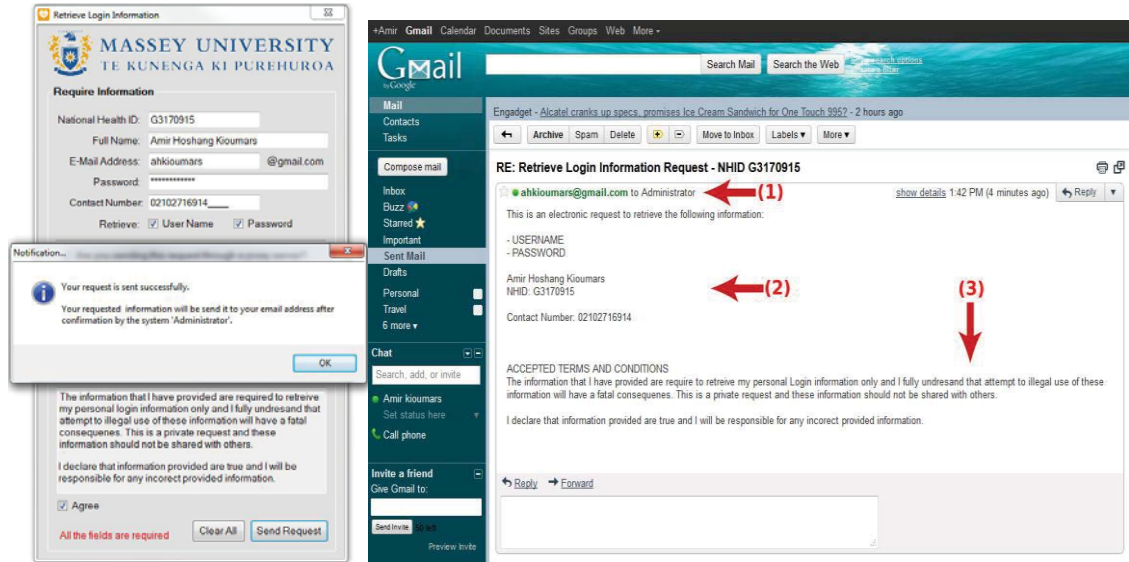 Retrieve Login Information
MASSEY UNIVERSITY
TE KUNENGA KI PUREHUROA
Require Information
National Health ID: G3170915
Full Name: Amir Hoshang Kioumars
E-Mail Address: ahkioumars @gmail.com
Password: ************
Contact Number: 02102716914____
Retrieve: User Name Password
Notification...
Your request is sent successfully.
Your requested information will be send it to your email address after
confirmation by the system 'Administrator'.
OK
The information that I have provided are required to retreive
my personal login information only and I fully undresand that
attempt to illegal use of these information will have a fatal
consequenes. This is a private request and these
information should not be shared with others.
I declare that information provided are true and I will be
responsible for any incorect provided information.
Agree
All the fields are required
Clear All
Send Request
+Amir Gmail Calendar Documents Sites Groups Web More
Gmail
by Google
Search Mail
Search the Web
Mail
Contacts
Tasks
Compose mail
Inbox
Buzz
Starred
Important
Sent Mail
Drafts
Personal
Travel
6 more
Chat
Search, add, or invite
Amir kioumars
Set status here
Call phone
Invite a friend
Give Gmail to:
Send Invite 50 left
Preview Invite
Engadget - Alcatel cranks up specs, promises Ice Cream Sandwich for One Touch 995? - 2 hours ago
Archive Spam Delete Move to Inbox Labels More
RE: Retrieve Login Information Request - NHID G3170915
ahkioumars@gmail.com to Administrator
(1)
show details 1:42 PM (4 minutes ago) Reply
This is an electronic request to retrieve the following information:
- USERNAME
- PASSWORD
Amir Hoshang Kioumars
NHID: G3170915
(2)
(3)
Contact Number: 02102716914
ACCEPTED TERMS AND CONDITIONS
The information that I have provided are require to retreive my personal Login information only and I fully undresand that attempt to illegal use of these
information will have a fatal consequenes. This is a private request and these information should not be shared with others.
I declare that information provided are true and I will be responsible for any incorect provided information.
Reply Forward